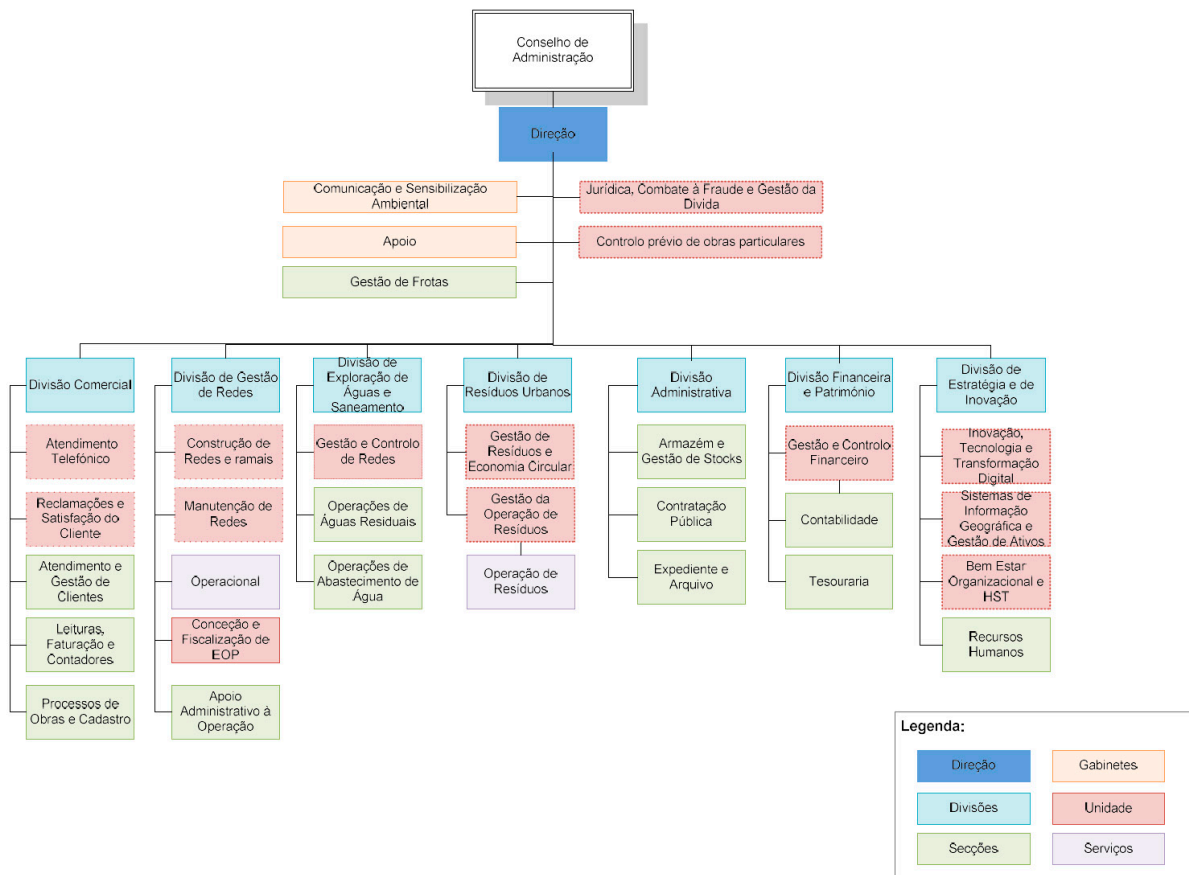 Conselho de
Administração
Direção
Comunicação e Sensibilização
Ambiental
Jurídica, Combate à Fraude e Gestão da
Divida
Apoio
Controlo prévio de obras particulares
Gestão de Frotas
Divisão Comercial
Divisão de Gestão
de Redes
Divisão de
Exploração de
Águas e
Saneamento
Divisão de
Resíduos Urbanos
Divisão
Administrativa
Divisão Financeira
e Património
Divisão de
Estratégia e de
Inovação
Atendimento
Telefónico
Reclamações e
Satisfação do
Cliente
Atendimento e
Gestão de
Clientes
Leituras,
Faturação e
Contadores
Processos de
Obras e Cadastro
Construção de
Redes e ramais
Manutenção de
Redes
Operacional
Conceção e
Fiscalização de
EOP
Apoio
Administrativo à
Operação
Gestão e Controlo
de Redes
Operações de
Águas Residuais
Operações de
Abastecimento de
Água
Gestão de
Resíduos e
Economia Circular
Gestão da
Operação de
Resíduos
Operação de
Resíduos
Armazém e
Gestão de Stocks
Contratação
Pública
Expediente e
Arquivo
Gestão e Controlo
Financeiro
Contabilidade
Tesouraria
Inovação,
Tecnologia e
Transformação
Digital
Sistemas de
Informação
Geográfica e
Gestão de Ativos
Bem Estar
Organizacional e
HST
Recursos
Humanos
Legenda:
Direção
Gabinetes
Divisões
Unidade
Secções
Serviços